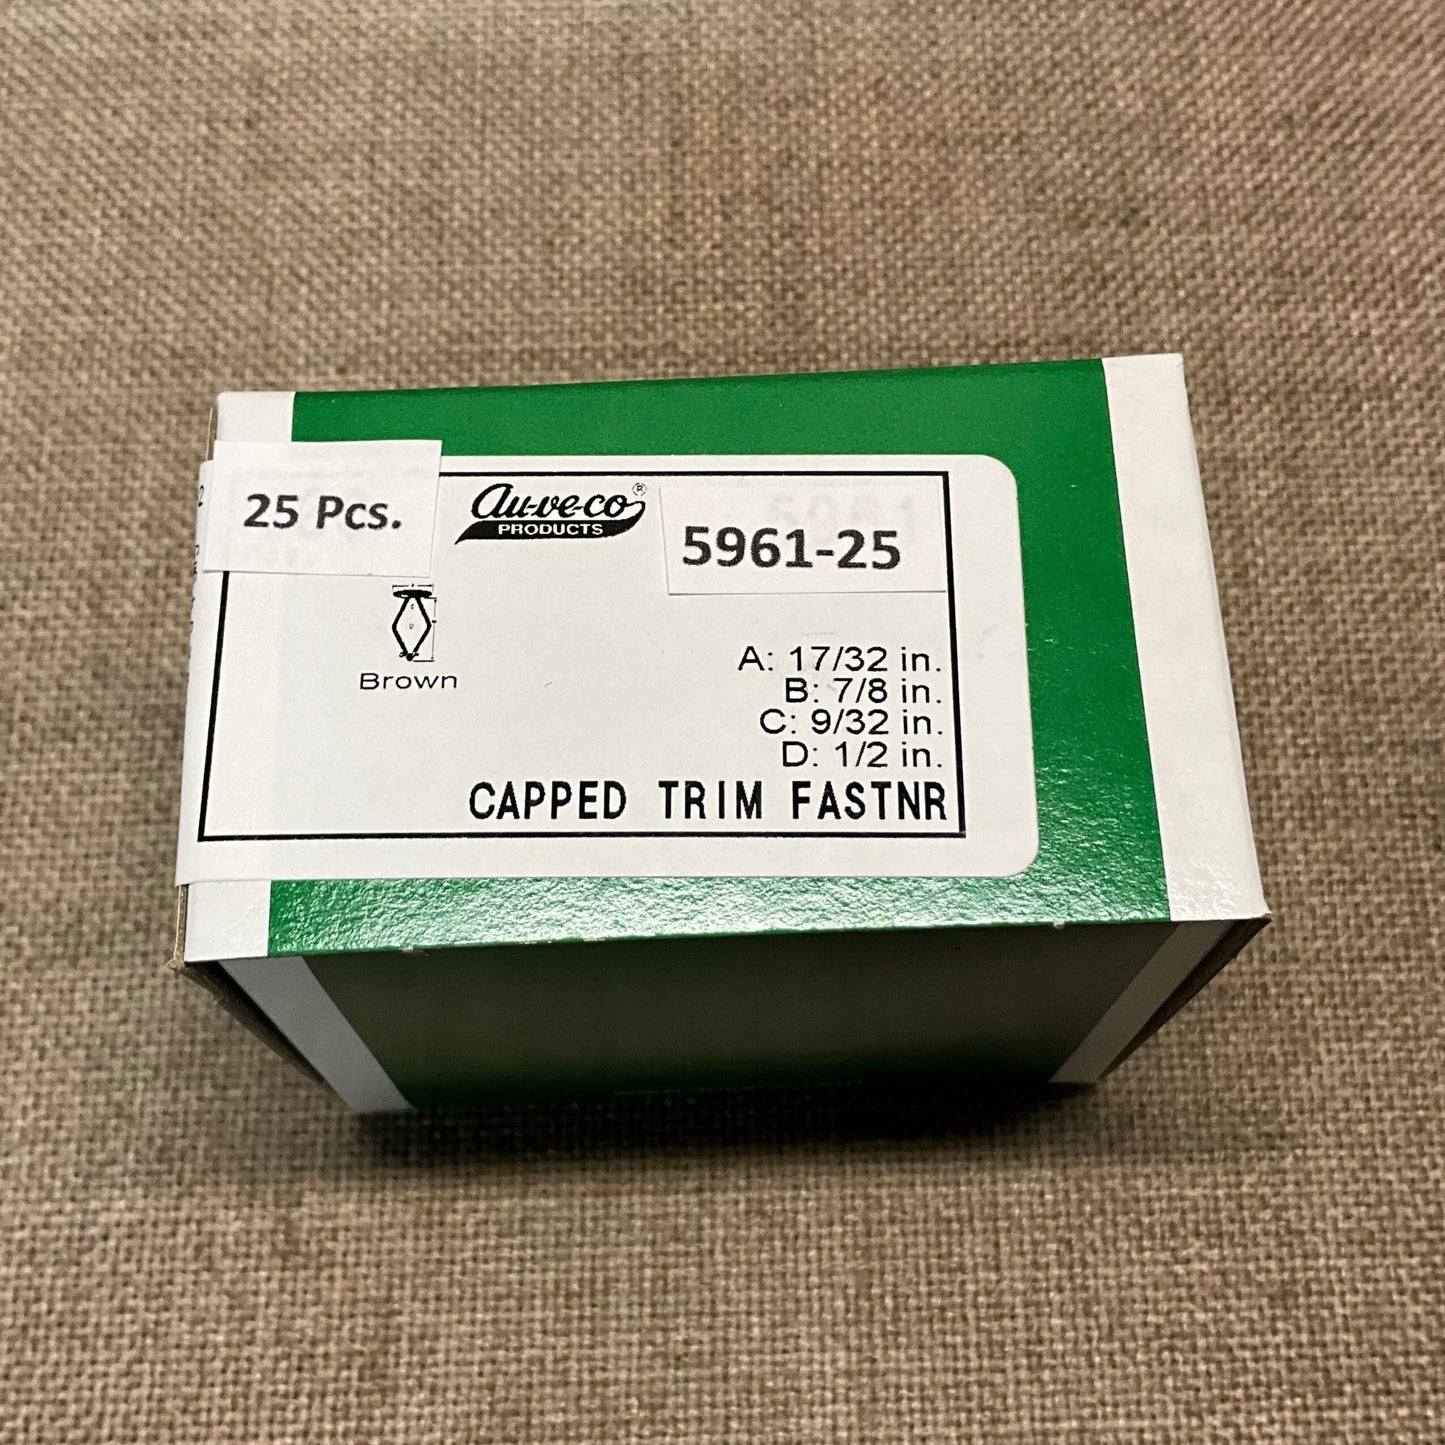 25 Pcs.
au-ve-co®
PRODUCTS
5961-25
Brown
A: 17/32 in.
B: 7/8 in.
C: 9/32 in.
D: 1/2 in.
CAPPED TRIM FASTNR